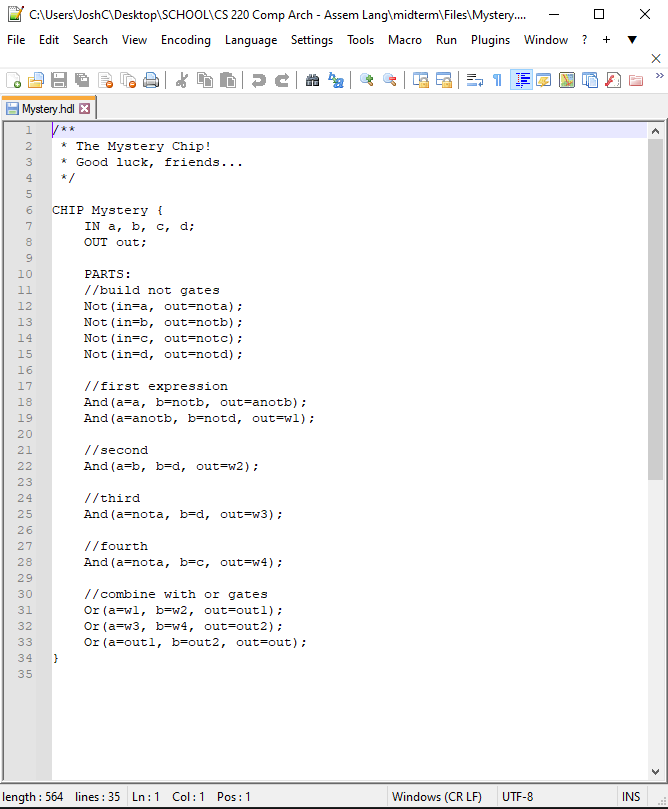 C:\Users\JoshC\Desktop\SCHOOL\CS 220 Comp Arch - Assem Lang\midterm\Files\Mystery....
File Edit Search View Encoding Language Settings Tools Macro Run Plugins Window ? + ▼
X
Mystery.hdl
1 /**
2  * The Mystery Chip!
3  * Good luck, friends...
4  */
5
6 CHIP Mystery {
7     IN a, b, c, d;
8     OUT out;
9
10     PARTS:
11     //build not gates
12     Not(in=a, out=nota);
13     Not(in=b, out=notb);
14     Not(in=c, out=notc);
15     Not(in=d, out=notd);
16
17     //first expression
18     And(a=a, b=notb, out=anotb);
19     And(a=anotb, b=notd, out=w1);
20
21     //second
22     And(a=b, b=d, out=w2);
23
24     //third
25     And(a=nota, b=d, out=w3);
26
27     //fourth
28     And(a=nota, b=c, out=w4);
29
30     //combine with or gates
31     Or(a=w1, b=w2, out=out1);
32     Or(a=w3, b=w4, out=out2);
33     Or(a=out1, b=out2, out=out);
34 }
35
length : 564 lines : 35 Ln : 1 Col : 1 Pos : 1 Windows (CR LF) UTF-8 INS